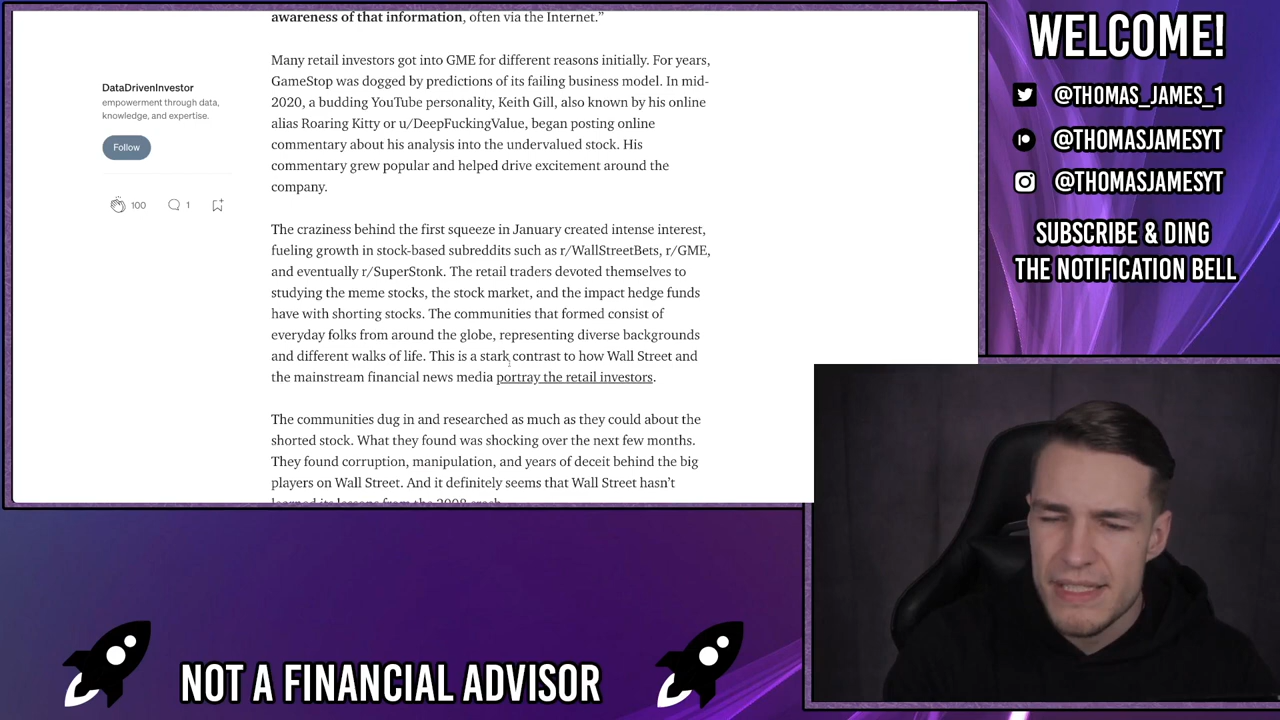 awareness of that information, often via the Internet.”
Many retail investors got into GME for different reasons initially. For years,
GameStop was dogged by predictions of its failing business model. In mid-
2020, a budding YouTube personality, Keith Gill, also known by his online
alias Roaring Kitty or u/DeepFuckingValue, began posting online
commentary about his analysis into the undervalued stock. His
commentary grew popular and helped drive excitement around the
company.
The craziness behind the first squeeze in January created intense interest,
fueling growth in stock-based subreddits such as r/WallStreetBets, r/GME,
and eventually r/SuperStonk. The retail traders devoted themselves to
studying the meme stocks, the stock market, and the impact hedge funds
have with shorting stocks. The communities that formed consist of
everyday folks from around the globe, representing diverse backgrounds
and different walks of life. This is a stark contrast to how Wall Street and
the mainstream financial news media portray the retail investors.
The communities dug in and researched as much as they could about the
shorted stock. What they found was shocking over the next few months.
They found corruption, manipulation, and years of deceit behind the big
players on Wall Street. And it definitely seems that Wall Street hasn’t
learned its lessons from the 2008 crash.
DataDrivenInvestor
empowerment through data,
knowledge, and expertise.
Follow
100
1
WELCOME!
@THOMAS_JAMES_1
@THOMASJAMESYT
@THOMASJAMESYT
SUBSCRIBE & DING
THE NOTIFICATION BELL
NOT A FINANCIAL ADVISOR